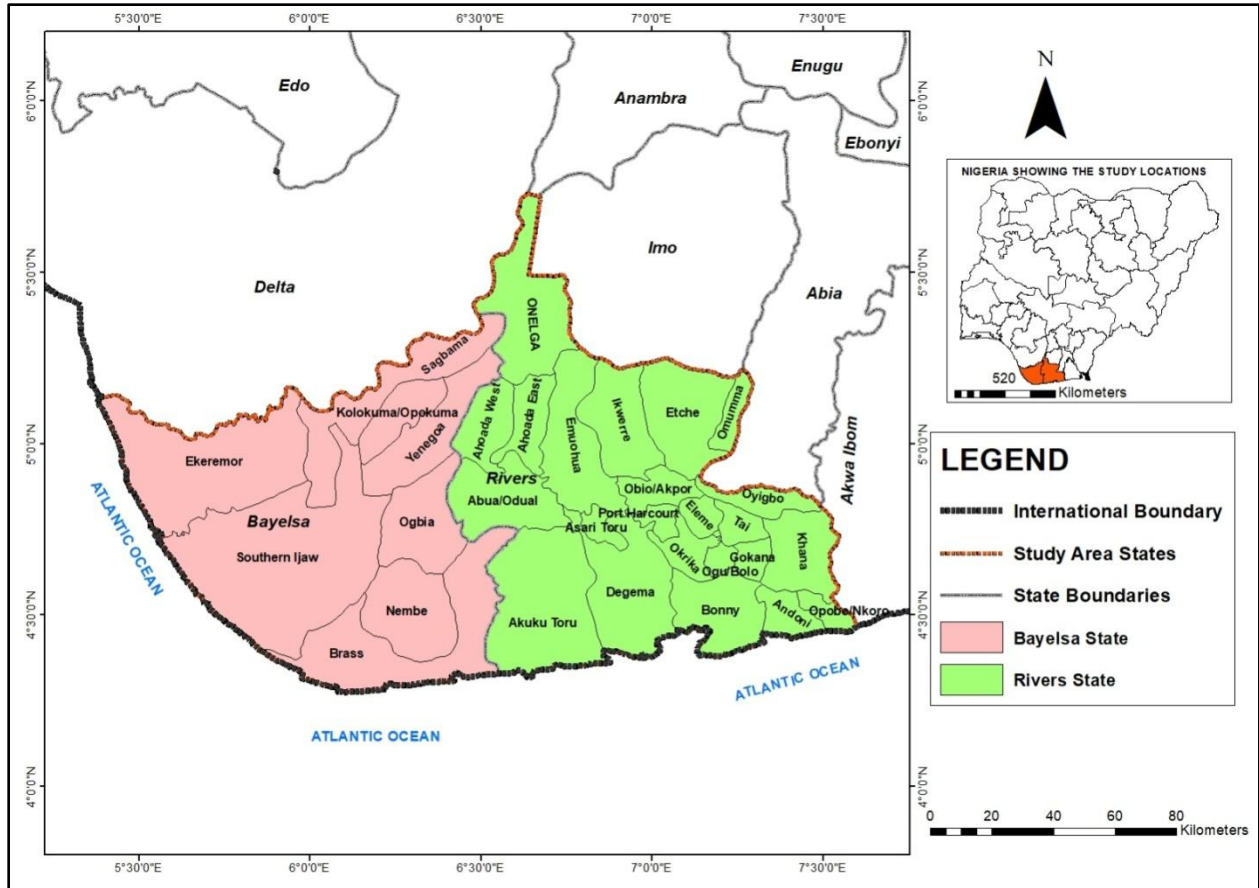 5°30'0"E 6°0'0"E 6°30'0"E 7°0'0"E 7°30'0"E
6°0'0"N
5°30'0"N
5°0'0"N
4°30'0"N
4°0'0"N
Edo
Enugu
Anambra
Ebonyi
Imo
Delta
Abia
Akwa Ibom
ONELGA
Sagbama
Kolokuma/Opokuma
Yenegoa
Ekeremor
Bayelsa
Southern Ijaw
Ogbia
Nembe
Brass
Ahoada West
Ahoada East
Emuohua
Ikwerre
Etche
Omumma
Rivers
Abua/Odual
Obio/Akpor
Oyigbo
Port Harcourt
Eleme
Tai
Asari Toru
Khana
Okrika
Gokana
Ogu/Bolo
Degema
Akuku Toru
Bonny
Andoni
Opobo/Nkoro
ATLANTIC OCEAN
ATLANTIC OCEAN
ATLANTIC OCEAN
6°0'0"N
5°30'0"N
5°0'0"N
4°30'0"N
4°0'0"N
5°30'0"E 6°0'0"E 6°30'0"E 7°0'0"E 7°30'0"E
N
NIGERIA SHOWING THE STUDY LOCATIONS
520
Kilometers
LEGEND
International Boundary
Study Area States
State Boundaries
Bayelsa State
Rivers State
0 20 40 60 80
Kilometers